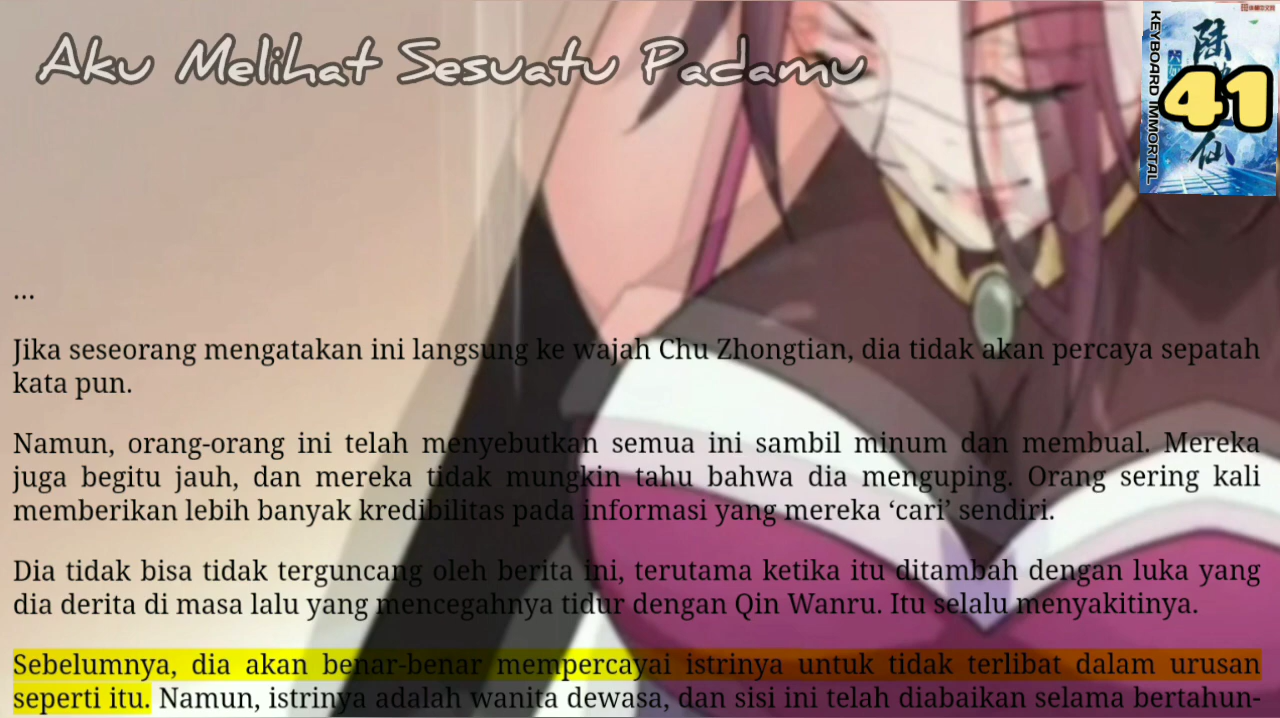 Aku Melihat Sesuatu Padamu
KEYBOARD IMMORTAL
41
...
Jika seseorang mengatakan ini langsung ke wajah Chu Zhongtian, dia tidak akan percaya sepatah
kata pun.
Namun, orang-orang ini telah menyebutkan semua ini sambil minum dan membual. Mereka
juga begitu jauh, dan mereka tidak mungkin tahu bahwa dia menguping. Orang sering kali
memberikan lebih banyak kredibilitas pada informasi yang mereka ‘cari’ sendiri.
Dia tidak bisa tidak terguncang oleh berita ini, terutama ketika itu ditambah dengan luka yang
dia derita di masa lalu yang mencegahnya tidur dengan Qin Wanru. Itu selalu menyakitinya.
Sebelumnya, dia akan benar-benar mempercayai istrinya untuk tidak terlibat dalam urusan
seperti itu. Namun, istrinya adalah wanita dewasa, dan sisi ini telah diabaikan selama bertahun-